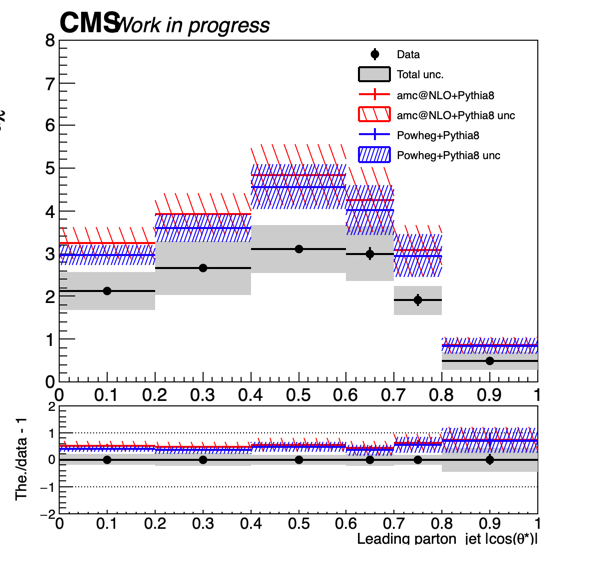 CMS Work in progress
8
7
6
5
4
3
2
1
0
Data
Total unc.
amc@NLO+Pythia8
amc@NLO+Pythia8 unc
Powheg+Pythia8
Powheg+Pythia8 unc
0 0.1 0.2 0.3 0.4 0.5 0.6 0.7 0.8 0.9 1
The./data - 1
2
1
0
−1
−2
0 0.1 0.2 0.3 0.4 0.5 0.6 0.7 0.8 0.9 1
Leading parton jet |cos(θ*)|